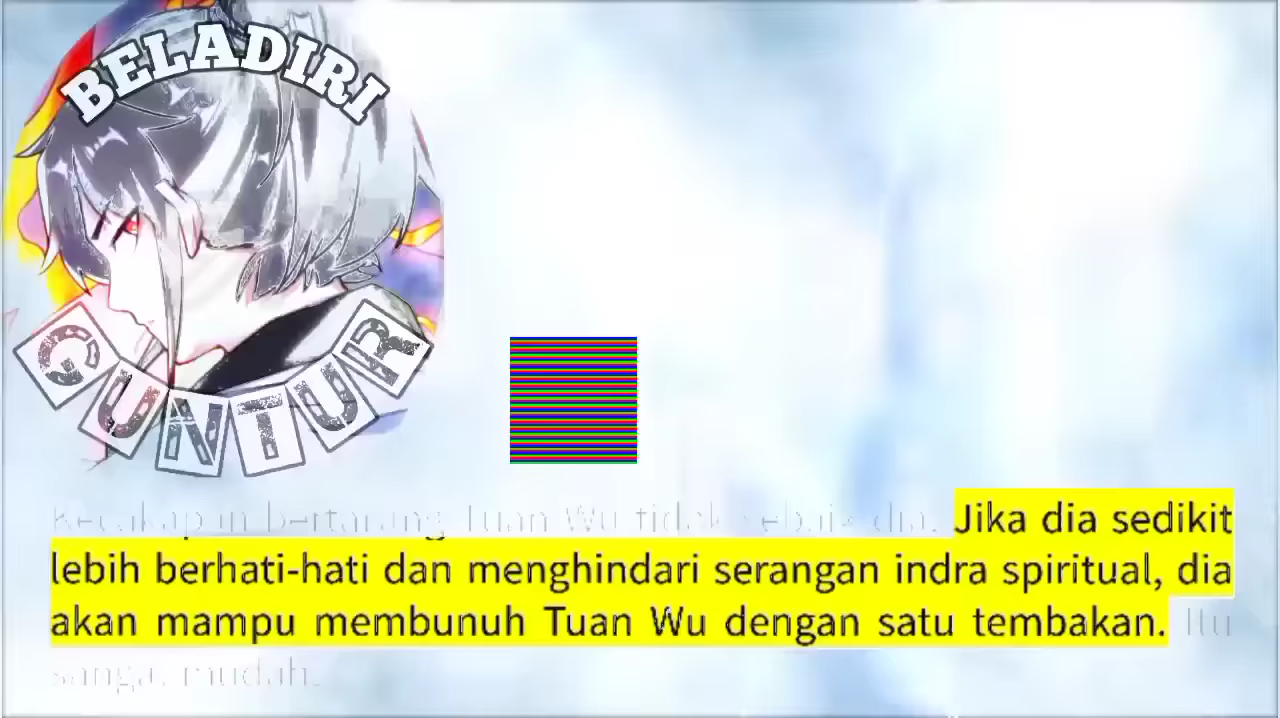 BELADIRI
GUNTUR
Kecakapan bertarung Tuan Wu tidak sebaik dia. Jika dia sedikit
lebih berhati-hati dan menghindari serangan indra spiritual, dia
akan mampu membunuh Tuan Wu dengan satu tembakan. Itu
sangat mudah.